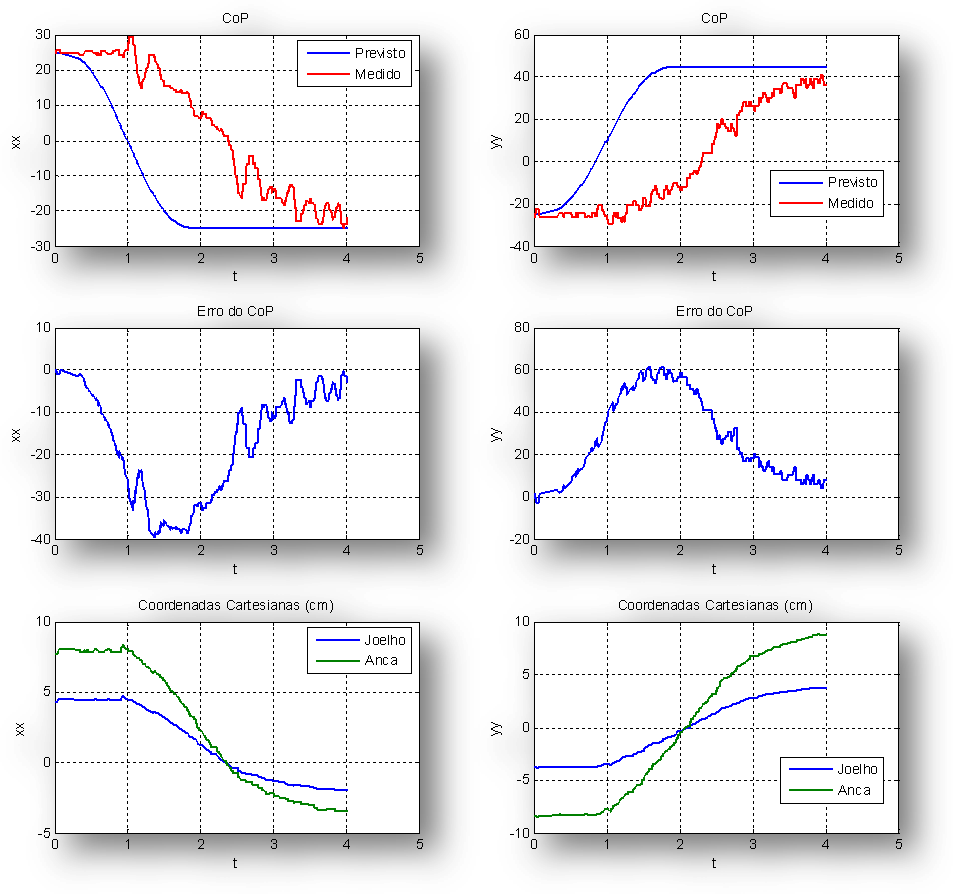 CoP
30
20
10
0
-10
-20
-30
0 1 2 3 4 5
xx
t
Previsto
Medido
CoP
60
40
20
0
-20
-40
0 1 2 3 4 5
yy
t
Previsto
Medido
Erro do CoP
10
0
-10
-20
-30
-40
0 1 2 3 4 5
xx
t
Erro do CoP
80
60
40
20
0
-20
0 1 2 3 4 5
yy
t
Coordenadas Cartesianas (cm)
10
5
0
-5
0 1 2 3 4 5
xx
t
Joelho
Anca
Coordenadas Cartesianas (cm)
10
5
0
-5
-10
0 1 2 3 4 5
yy
t
Joelho
Anca